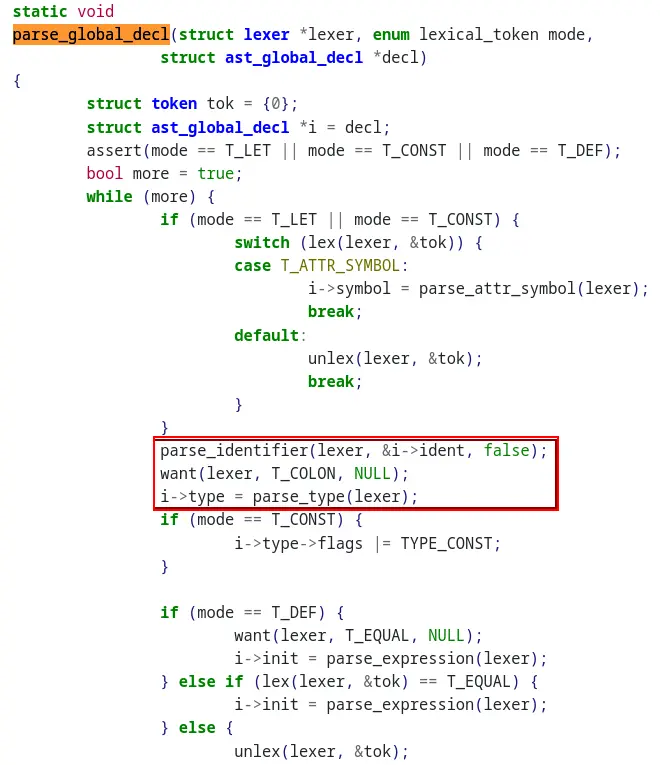 static void
parse_global_decl(struct lexer *lexer, enum lexical_token mode,
                struct ast_global_decl *decl)
{
        struct token tok = {0};
        struct ast_global_decl *i = decl;
        assert(mode == T_LET || mode == T_CONST || mode == T_DEF);
        bool more = true;
        while (more) {
                if (mode == T_LET || mode == T_CONST) {
                        switch (lex(lexer, &tok)) {
                        case T_ATTR_SYMBOL:
                                i->symbol = parse_attr_symbol(lexer);
                                break;
                        default:
                                unlex(lexer, &tok);
                                break;
                        }
                }
                parse_identifier(lexer, &i->ident, false);
                want(lexer, T_COLON, NULL);
                i->type = parse_type(lexer);
                if (mode == T_CONST) {
                        i->type->flags |= TYPE_CONST;
                }

                if (mode == T_DEF) {
                        want(lexer, T_EQUAL, NULL);
                        i->init = parse_expression(lexer);
                } else if (lex(lexer, &tok) == T_EQUAL) {
                        i->init = parse_expression(lexer);
                } else {
                        unlex(lexer, &tok);